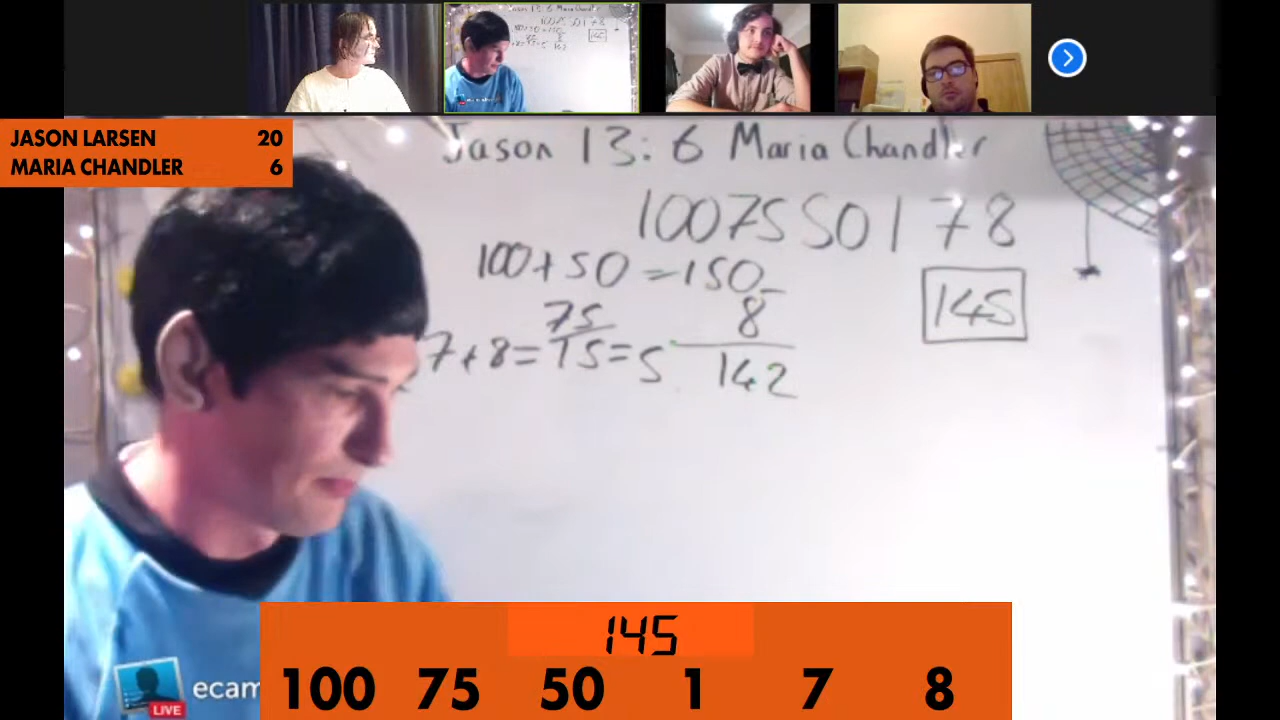 JASON LARSEN 20
MARIA CHANDLER 6
Jason 13:6 Maria Chandler
100 75 50 1 7 8
100+50=150-
8
142
75
7+8=15=5
145
145
100 75 50 1 7 8
ecam
LIVE